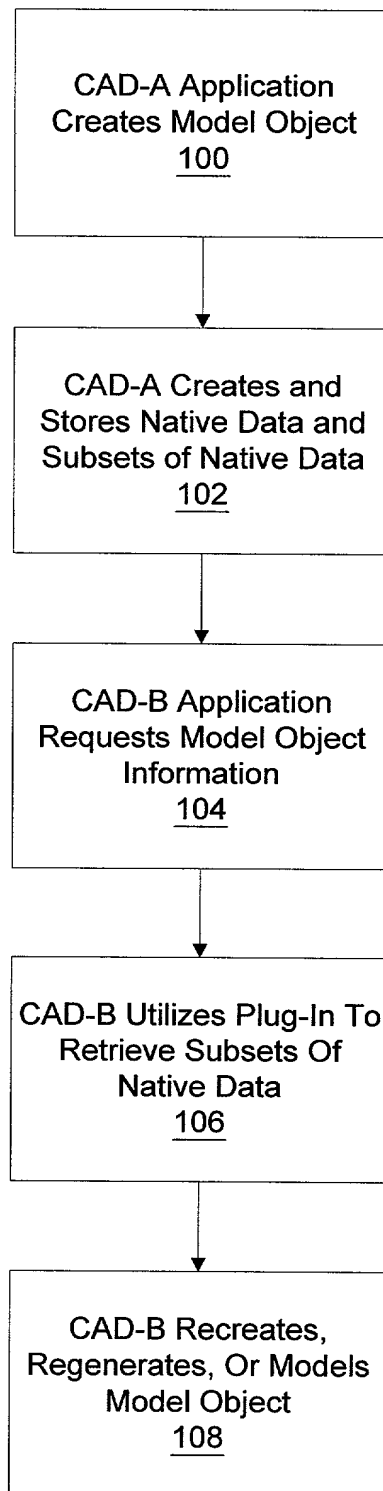 CAD-A Application
Creates Model Object
100
CAD-A Creates and
Stores Native Data and
Subsets of Native Data
102
CAD-B Application
Requests Model Object
Information
104
CAD-B Utilizes Plug-In To
Retrieve Subsets Of
Native Data
106
CAD-B Recreates,
Regenerates, Or Models
Model Object
108